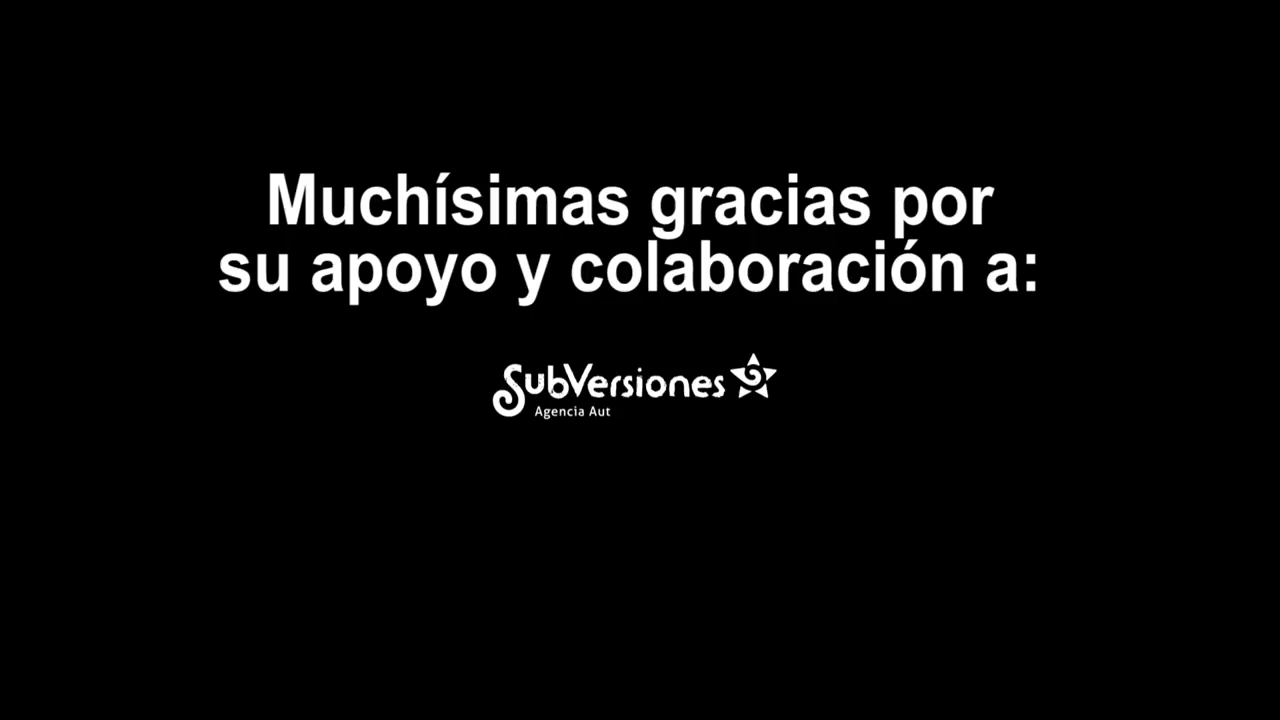 Muchísimas gracias por
su apoyo y colaboración a:
SubVersiones
Agencia Aut